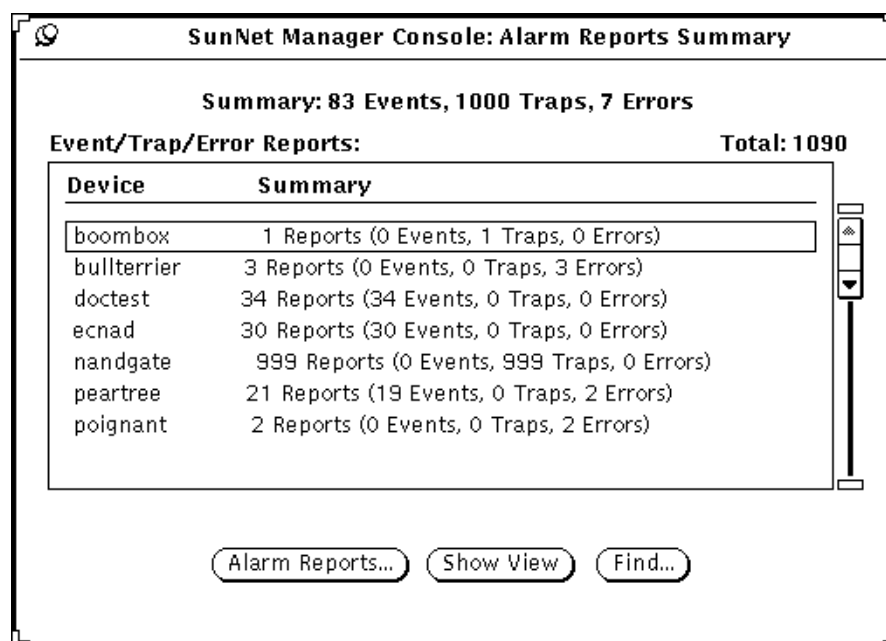 SunNet Manager Console: Alarm Reports Summary
Summary: 83 Events, 1000 Traps, 7 Errors
Event/Trap/Error Reports: Total: 1090
Device Summary
boombox 1 Reports (0 Events, 1 Traps, 0 Errors)
bullterrier 3 Reports (0 Events, 0 Traps, 3 Errors)
doctest 34 Reports (34 Events, 0 Traps, 0 Errors)
ecnad 30 Reports (30 Events, 0 Traps, 0 Errors)
nandgate 999 Reports (0 Events, 999 Traps, 0 Errors)
peartree 21 Reports (19 Events, 0 Traps, 2 Errors)
poignant 2 Reports (0 Events, 0 Traps, 2 Errors)
Alarm Reports... Show View Find...